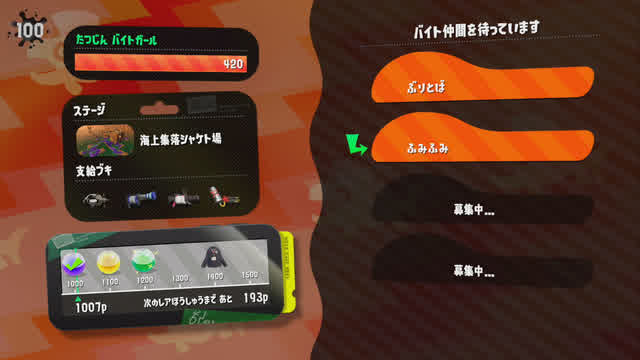 100
たつじん バイトガール
420
ステージ
海上集落シャケト場
支給ブキ
1000 1100 1200 1300 1400 1500
1007p 次のレアほうしゅうまで あと 193p
バイト仲間を待っています
ぶりとば
ふみふみ
募集中...
募集中...